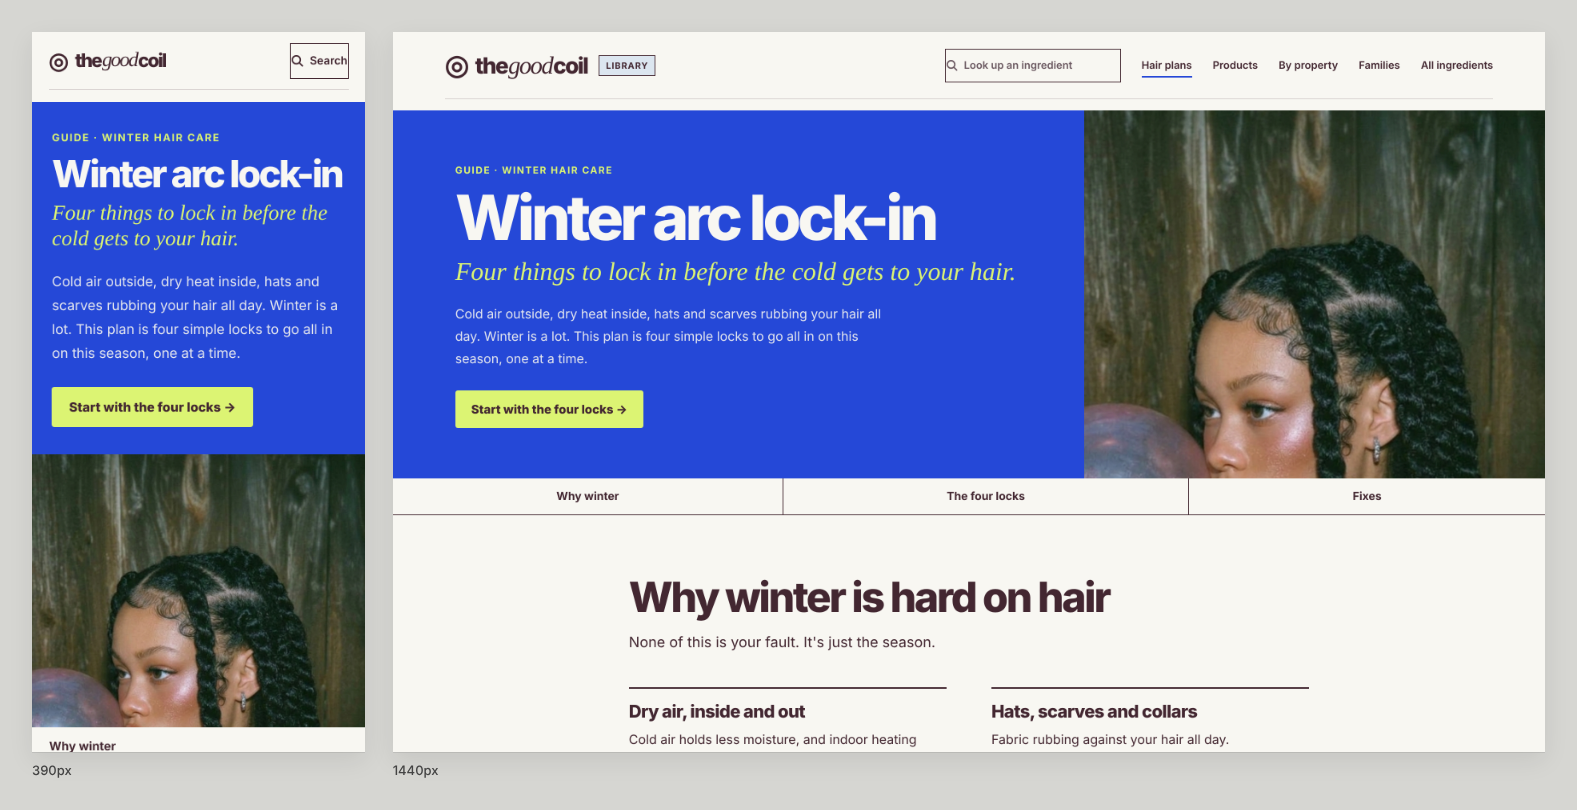 thegoodcoil
Search
GUIDE · WINTER HAIR CARE
Winter arc lock-in
Four things to lock in before the
cold gets to your hair.
Cold air outside, dry heat inside, hats and
scarves rubbing your hair all day. Winter is a
lot. This plan is four simple locks to go all in
on this season, one at a time.
Start with the four locks →
Why winter
390px
thegoodcoil
LIBRARY
Look up an ingredient
Hair plans
Products
By property
Families
All ingredients
GUIDE · WINTER HAIR CARE
Winter arc lock-in
Four things to lock in before the cold gets to your hair.
Cold air outside, dry heat inside, hats and scarves rubbing your hair all
day. Winter is a lot. This plan is four simple locks to go all in on this
season, one at a time.
Start with the four locks →
Why winter
The four locks
Fixes
Why winter is hard on hair
None of this is your fault. It's just the season.
Dry air, inside and out
Cold air holds less moisture, and indoor heating
Hats, scarves and collars
Fabric rubbing against your hair all day.
1440px